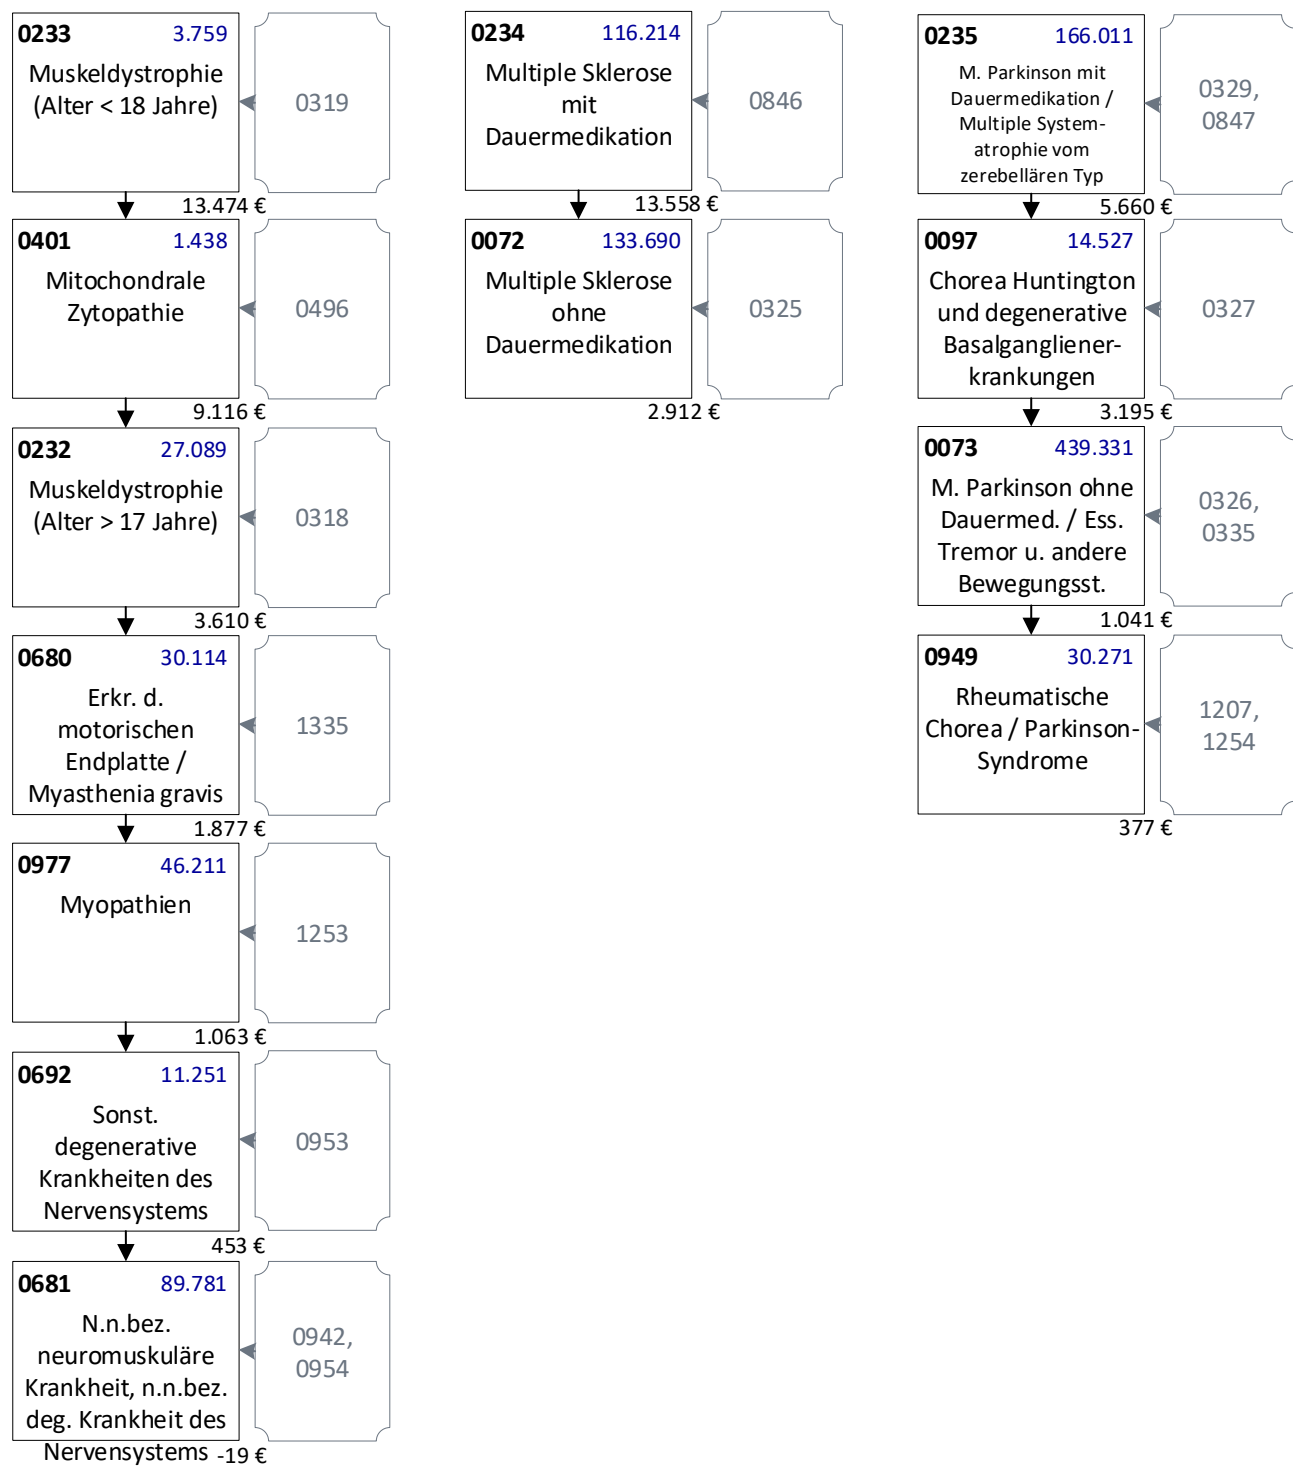 0233 3.759
Muskeldystrophie
(Alter < 18 Jahre)
0319
13.474 €
0401 1.438
Mitochondrale
Zytopathie
0496
9.116 €
0232 27.089
Muskeldystrophie
(Alter > 17 Jahre)
0318
3.610 €
0680 30.114
Erkr. d.
motorischen
Endplatte /
Myasthenia gravis
1335
1.877 €
0977 46.211
Myopathien
1253
1.063 €
0692 11.251
Sonst.
degenerative
Krankheiten des
Nervensystems
0953
453 €
0681 89.781
N.n.bez.
neuromuskuläre
Krankheit, n.n.bez.
deg. Krankheit des
Nervensystems
0942,
0954
-19 €
0234 116.214
Multiple Sklerose
mit
Dauermedikation
0846
13.558 €
0072 133.690
Multiple Sklerose
ohne
Dauermedikation
0325
2.912 €
0235 166.011
M. Parkinson mit
Dauermedikation /
Multiple System-
atrophie vom
zerebellären Typ
0329,
0847
5.660 €
0097 14.527
Chorea Huntington
und degenerative
Basalgangliener-
krankungen
0327
3.195 €
0073 439.331
M. Parkinson ohne
Dauermed. / Ess.
Tremor u. andere
Bewegungsst.
0326,
0335
1.041 €
0949 30.271
Rheumatische
Chorea / Parkinson-
Syndrome
1207,
1254
377 €